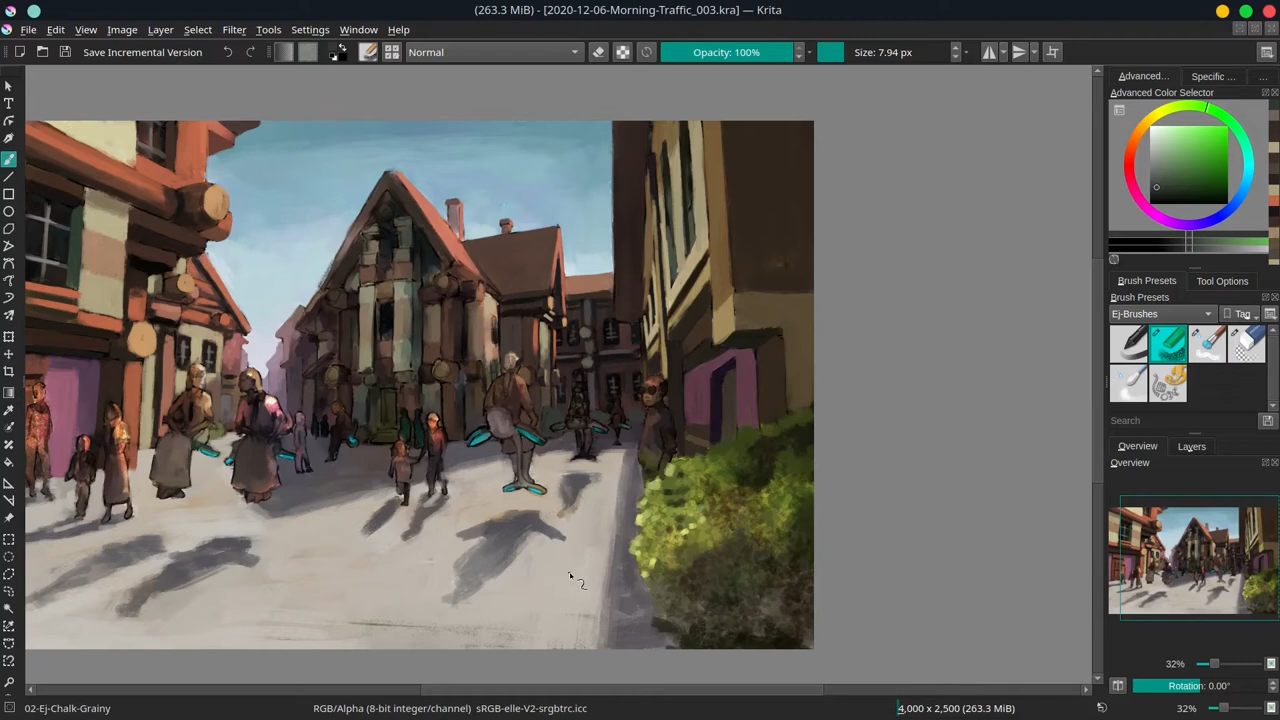 (263.3 MiB) - [2020-12-06-Morning-Traffic_003.kra] — Krita
File Edit View Image Layer Select Filter Tools Settings Window Help
Save Incremental Version Normal Opacity: 100% Size: 7.94 px
Advanced... Specific ... ...
Advanced Color Selector
Brush Presets Tool Options
Brush Presets
Ej-Brushes Tag
Search
Overview Layers
Overview
32%
Rotation: 0.00°
02-Ej-Chalk-Grainy RGB/Alpha (8-bit integer/channel) sRGB-elle-V2-srgbtrc.icc 4,000 x 2,500 (263.3 MiB) 32%